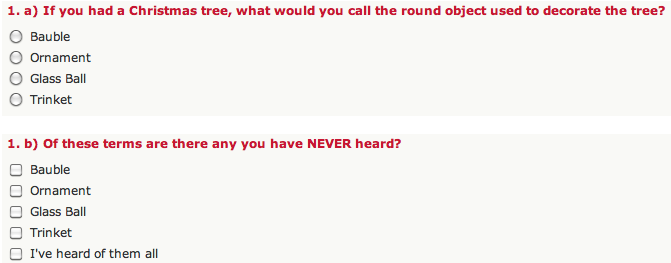 1. a) If you had a Christmas tree, what would you call the round object used to decorate the tree?
Bauble
Ornament
Glass Ball
Trinket
1. b) Of these terms are there any you have NEVER heard?
Bauble
Ornament
Glass Ball
Trinket
I've heard of them all